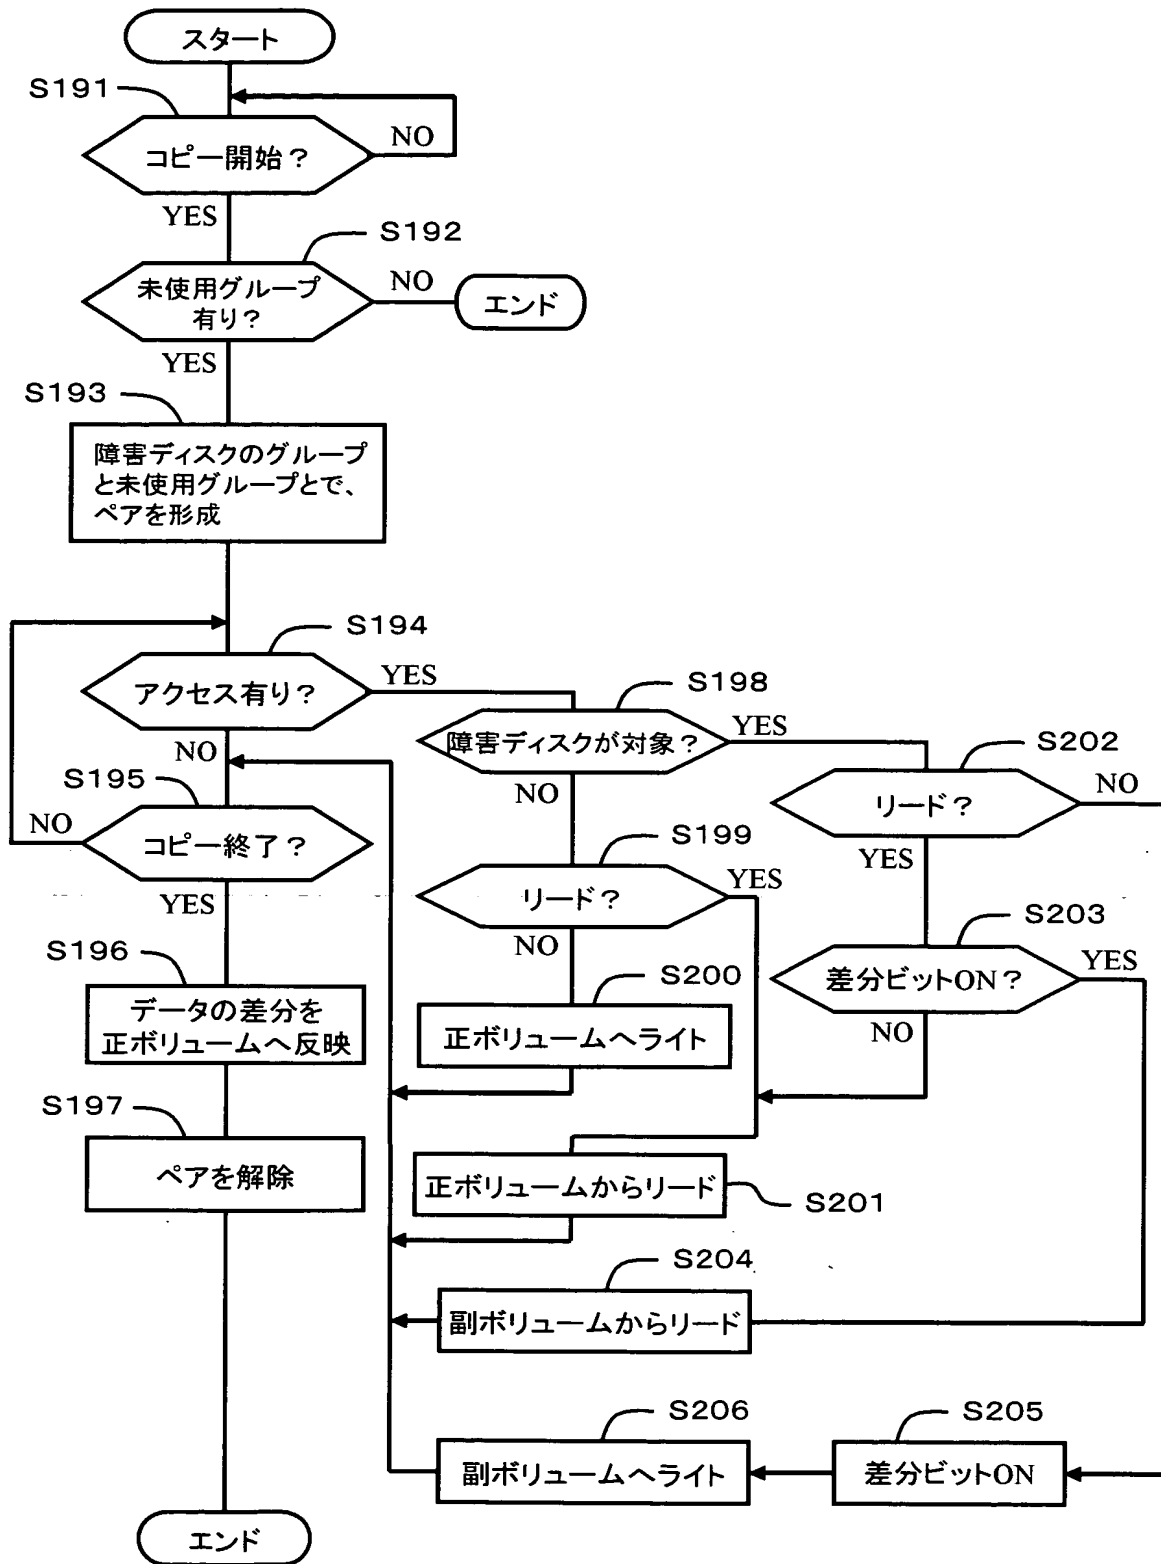 スタート
S191
コピー開始？
NO
YES
S192
未使用グループ
有り？
NO
エンド
YES
S193
障害ディスクのグループ
と未使用グループとで、
ペアを形成
S194
アクセス有り？
YES
NO
S198
障害ディスクが対象？
YES
NO
S202
リード？
NO
YES
S195
コピー終了？
NO
YES
S199
リード？
YES
NO
S203
差分ビットON？
YES
NO
S196
データの差分を
正ボリュームへ反映
S200
正ボリュームへライト
S197
ペアを解除
正ボリュームからリード
S201
S204
副ボリュームからリード
S206
副ボリュームへライト
S205
差分ビットON
エンド